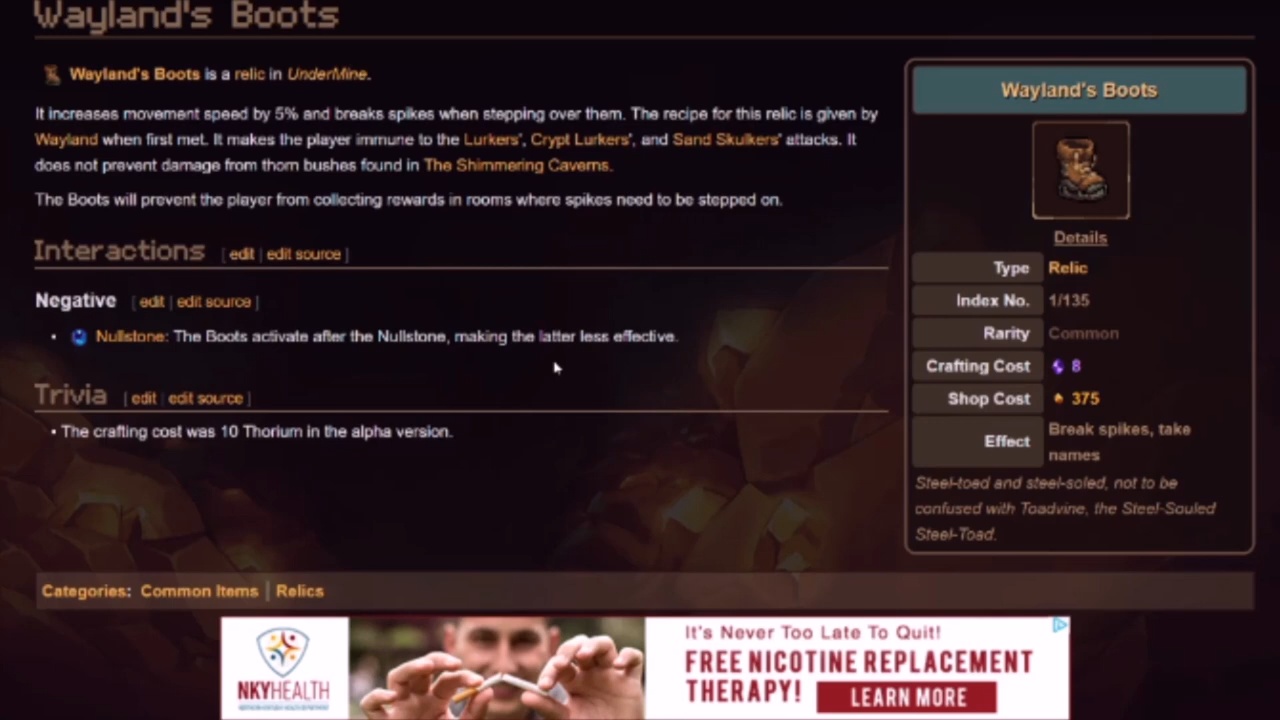 Wayland's Boots
Wayland's Boots is a relic in UnderMine.
It increases movement speed by 5% and breaks spikes when stepping over them. The recipe for this relic is given by
Wayland when first met. It makes the player immune to the Lurkers', Crypt Lurkers', and Sand Skulkers' attacks. It
does not prevent damage from thorn bushes found in The Shimmering Caverns.
The Boots will prevent the player from collecting rewards in rooms where spikes need to be stepped on.
Interactions [ edit | edit source ]
Negative [ edit | edit source ]
• Nullstone: The Boots activate after the Nullstone, making the latter less effective.
Trivia [ edit | edit source ]
• The crafting cost was 10 Thorium in the alpha version.
Wayland's Boots
Details
Type Relic
Index No. 1/135
Rarity Common
Crafting Cost 8
Shop Cost 375
Effect Break spikes, take
names
Steel-toed and steel-soled, not to be
confused with Toadvine, the Steel-Souled
Steel-Toad.
Categories: Common Items | Relics
NKYHEALTH
It's Never Too Late To Quit!
FREE NICOTINE REPLACEMENT
THERAPY!
LEARN MORE